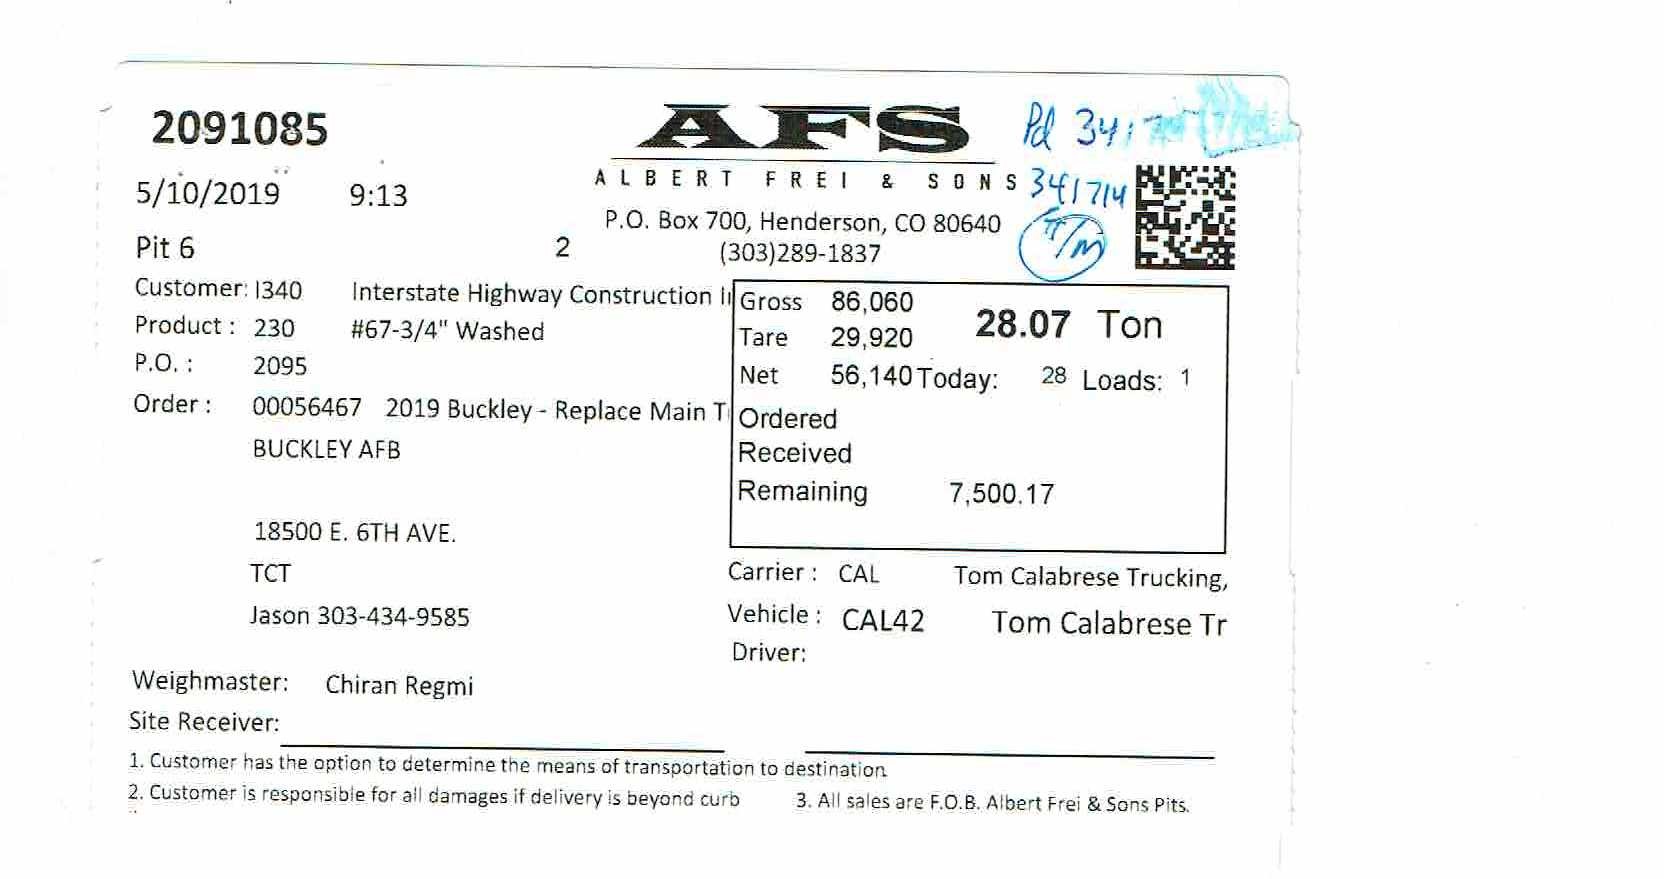 2091085
AFS
ALBERT FREI & SONS
Pd 341
341714
5/10/2019 9:13
P.O. Box 700, Henderson, CO 80640
Pit 6 2 (303)289-1837
Customer: I340 Interstate Highway Construction I
Product : 230 #67-3/4" Washed
P.O. : 2095
Order : 00056467 2019 Buckley - Replace Main T
BUCKLEY AFB
18500 E. 6TH AVE.
TCT
Jason 303-434-9585
Gross 86,060 28.07 Ton
Tare 29,920
Net 56,140 Today: 28 Loads: 1
Ordered
Received
Remaining 7,500.17
Carrier : CAL Tom Calabrese Trucking,
Vehicle : CAL42 Tom Calabrese Tr
Driver:
Weighmaster: Chiran Regmi
Site Receiver:
1. Customer has the option to determine the means of transportation to destination
2. Customer is responsible for all damages if delivery is beyond curb 3. All sales are F.O.B. Albert Frei & Sons Pits.